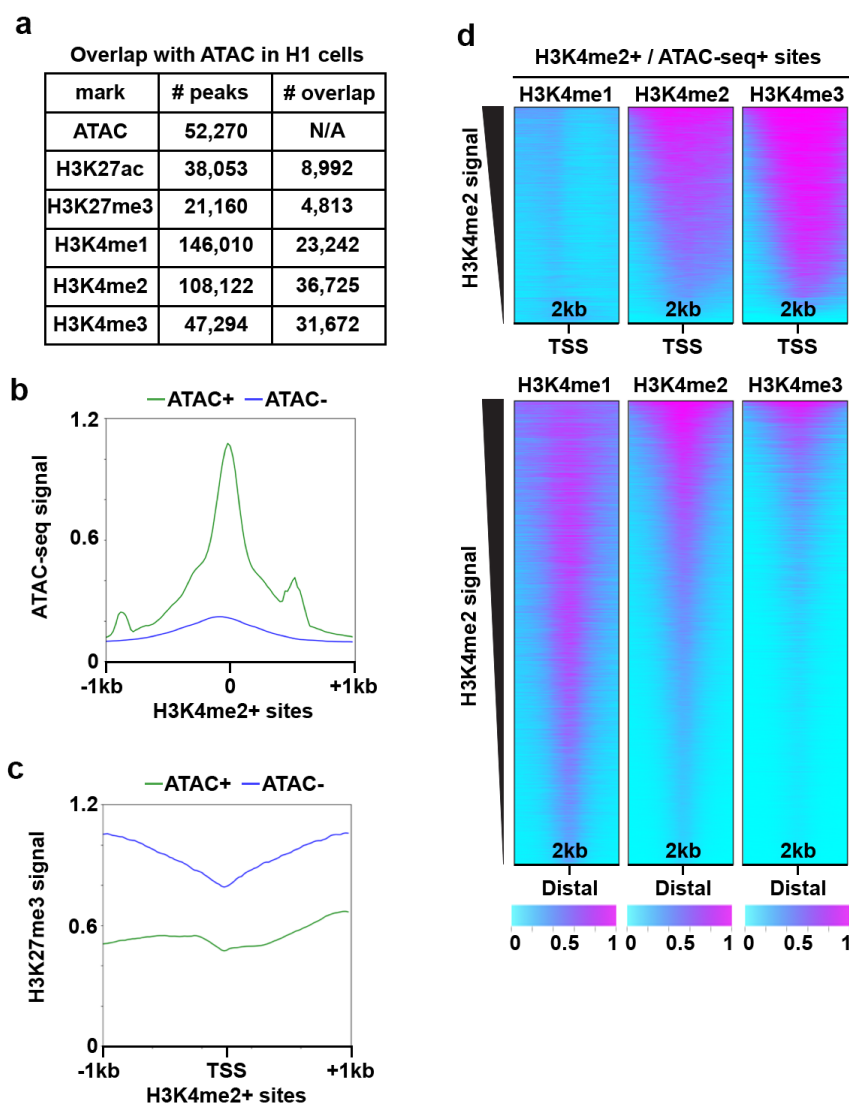 a
Overlap with ATAC in H1 cells
mark # peaks # overlap
ATAC 52,270 N/A
H3K27ac 38,053 8,992
H3K27me3 21,160 4,813
H3K4me1 146,010 23,242
H3K4me2 108,122 36,725
H3K4me3 47,294 31,672
b
ATAC+ ATAC-
ATAC-seq signal
1.2
0.6
0
-1kb 0 +1kb
H3K4me2+ sites
c
ATAC+ ATAC-
H3K27me3 signal
1.2
0.6
0
-1kb TSS +1kb
H3K4me2+ sites
d
H3K4me2+ / ATAC-seq+ sites
H3K4me1 H3K4me2 H3K4me3
H3K4me2 signal
2kb 2kb 2kb
TSS TSS TSS
H3K4me1 H3K4me2 H3K4me3
H3K4me2 signal
2kb 2kb 2kb
Distal Distal Distal
0 0.5 1 0 0.5 1 0 0.5 1